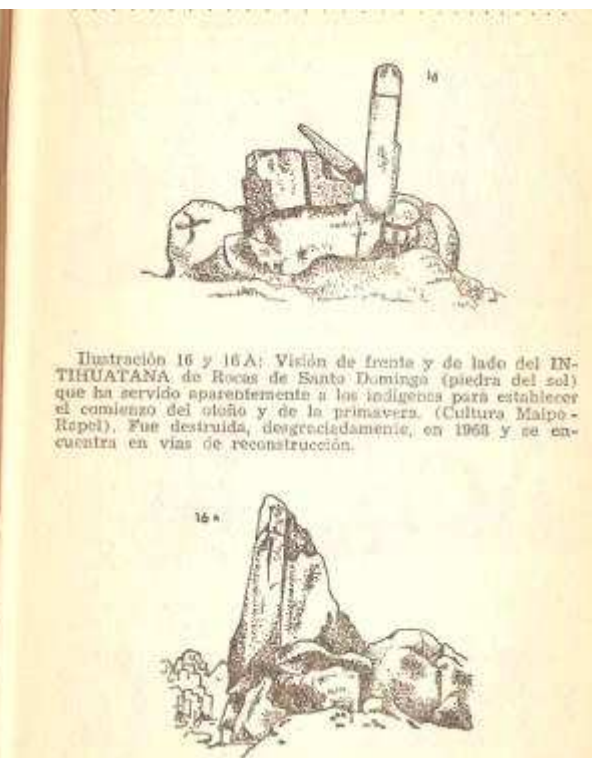 16
Ilustración 16 y 16A: Visión de frente y de lado del IN-
TIHUATANA de Rocas de Santo Domingo (piedra del sol)
que ha servido aparentemente a los indígenas para establecer
el comienzo del otoño y de la primavera. (Cultura Maipo -
Rapel). Fue destruída, desgraciadamente, en 1968 y se en-
cuentra en vías de reconstrucción.
16 A